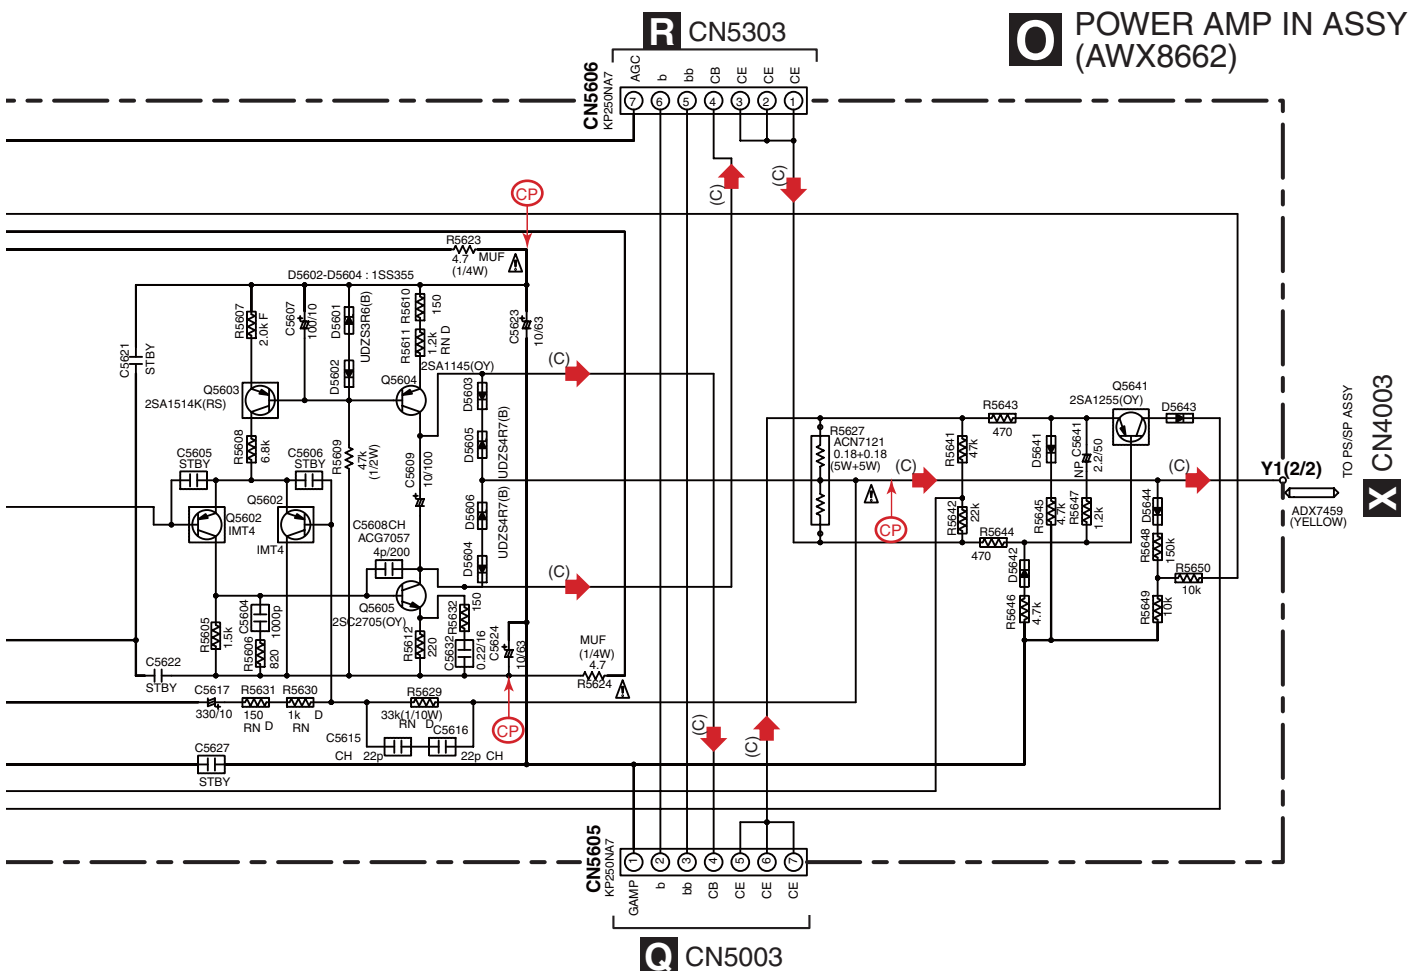 R CN5303
O POWER AMP IN ASSY
(AWX8662)
CN5606
KP250NA7
AGC b bb CB CE CE CE
7 6 5 4 3 2 1
(C) (C)
CP
R5623
4.7
(1/4W)
MUF
D5602-D5604 : 1SS355
R5607
2.0k F
C5607
100/10
D5601
UDZS3R6(B)
D5602
R5610
150
R5611
1.2k
RN D
C5623
10/63
C5621
STBY
2SA1145(OY)
(C)
Q5603
2SA1514K(RS)
Q5604
D5603
D5605
UDZS4R7(B)
R5608
6.8k
R5609
47k
(1/2W)
C5609
10/100
C5605
STBY
C5606
STBY
Q5602
IMT4
Q5602
IMT4
C5608CH
ACG7057
4p/200
D5606
UDZS4R7(B)
D5604
(C)
Q5605
2SC2705(OY)
R5605
1.5k
C5604
1000p
R5606
820
R5612
220
R5632
150
C5632
0.22/16
C5624
10/63
MUF
(1/4W)
4.7
R5624
C5622
STBY
C5617
330/10
R5631
150
RN D
R5630
1k D
RN
R5629
33k(1/10W)
RN D
C5615
CH 22p
C5616
22p CH
CP
C5627
STBY
R5627
ACN7121
0.18+0.18
(5W+5W)
(C)
CP
R5641
47k
R5642
22k
R5643
470
R5644
470
D5641
NP C5641
2.2/50
R5645
4.7k
R5647
1.2k
Q5641
2SA1255(OY)
D5643
D5642
R5646
4.7k
(C)
D5644
R5648
150k
R5650
10k
R5649
10k
Y1(2/2)
ADX7459
(YELLOW)
TO PS/SP ASSY
X CN4003
(C) (C)
CN5605
KP250NA7
1 2 3 4 5 6 7
GAMP b bb CB CE CE CE
Q CN5003